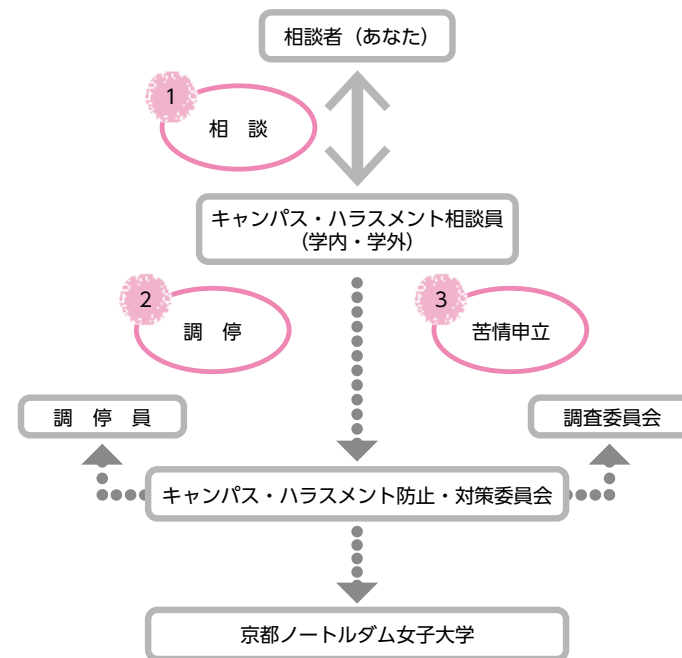 相談者（あなた）
1
相　談
キャンパス・ハラスメント相談員
（学内・学外）
2
調　停
3
苦情申立
調　停　員
調査委員会
キャンパス・ハラスメント防止・対策委員会
京都ノートルダム女子大学